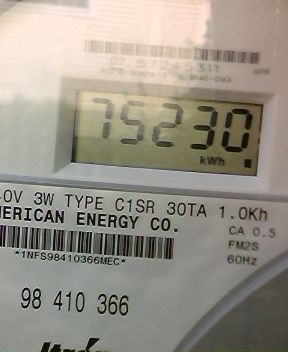 75230
kWh
0V 3W TYPE C1SR 30TA 1.0Kh
MERICAN ENERGY CO.
CA 0.5
FM2S
60Hz
*1NFS98410366MEC*
98 410 366
Itron